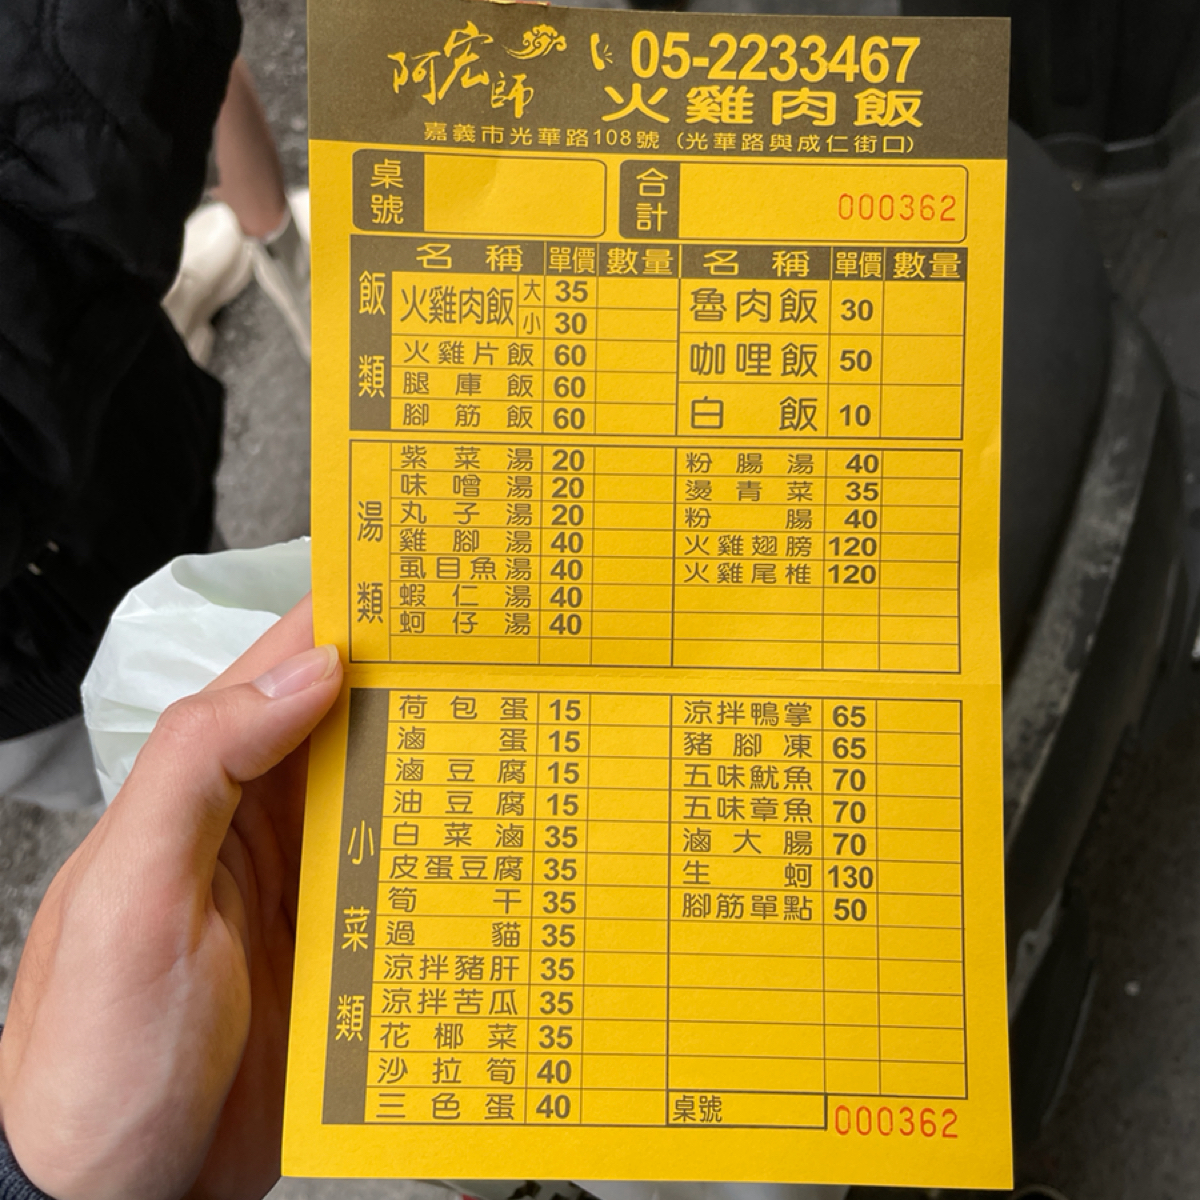 阿宏師 05-2233467
火雞肉飯
嘉義市光華路108號 (光華路與成仁街口)
桌號 合計 000362
飯類
名稱 單價 數量 名稱 單價 數量
火雞肉飯 大 35
小 30
火雞片飯 60
腿庫飯 60
腳筋飯 60
魯肉飯 30
咖哩飯 50
白飯 10
湯類
紫菜湯 20
味噌湯 20
丸子湯 20
雞腳湯 40
虱目魚湯 40
蝦仁湯 40
蚵仔湯 40
粉腸湯 40
燙青菜 35
粉腸 40
火雞翅膀 120
火雞尾椎 120
小菜類
荷包蛋 15
滷蛋 15
滷豆腐 15
油豆腐 15
白菜滷 35
皮蛋豆腐 35
筍干 35
過貓 35
涼拌豬肝 35
涼拌苦瓜 35
花椰菜 35
沙拉筍 40
三色蛋 40
涼拌鴨掌 65
豬腳凍 65
五味魷魚 70
五味章魚 70
滷大腸 70
生蚵 130
腳筋單點 50
桌號 000362